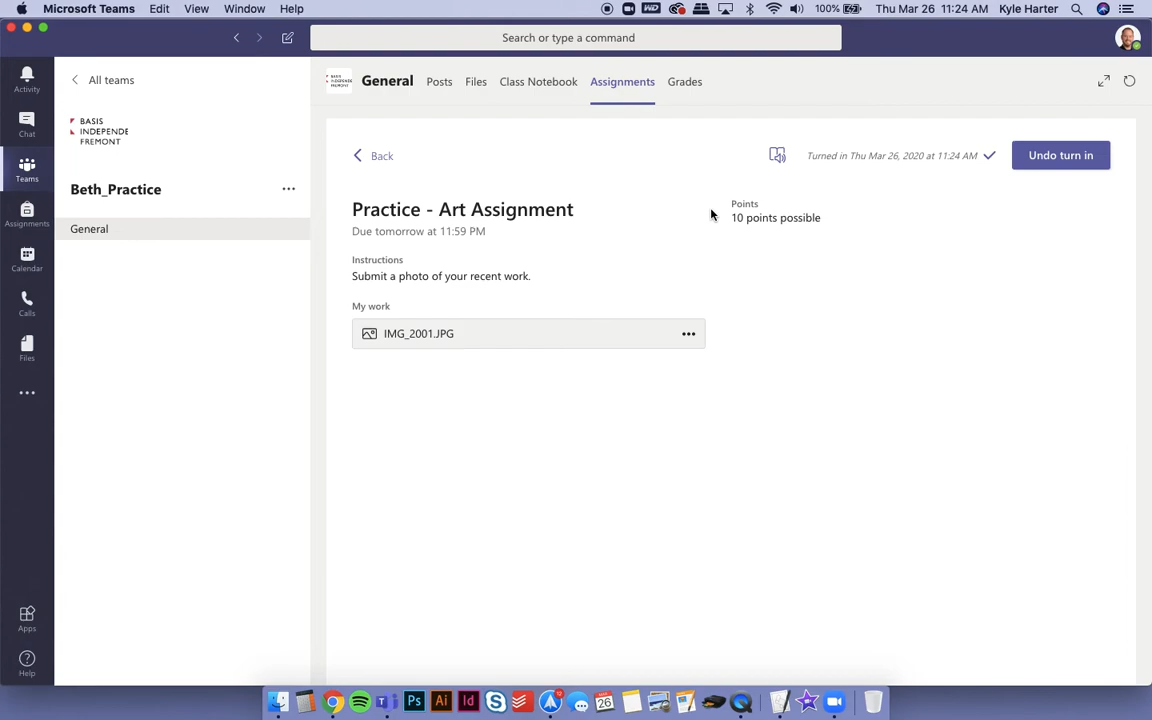 Microsoft Teams Edit View Window Help
100% Thu Mar 26 11:24 AM Kyle Harter
Search or type a command
Activity
Chat
Teams
Assignments
Calendar
Calls
Files
Apps
Help
All teams
BASIS
INDEPENDE
FREMONT
Beth_Practice
General
General Posts Files Class Notebook Assignments Grades
Back
Turned in Thu Mar 26, 2020 at 11:24 AM
Undo turn in
Practice - Art Assignment
Due tomorrow at 11:59 PM
Points
10 points possible
Instructions
Submit a photo of your recent work.
My work
IMG_2001.JPG
Ps
Ai
Id
26